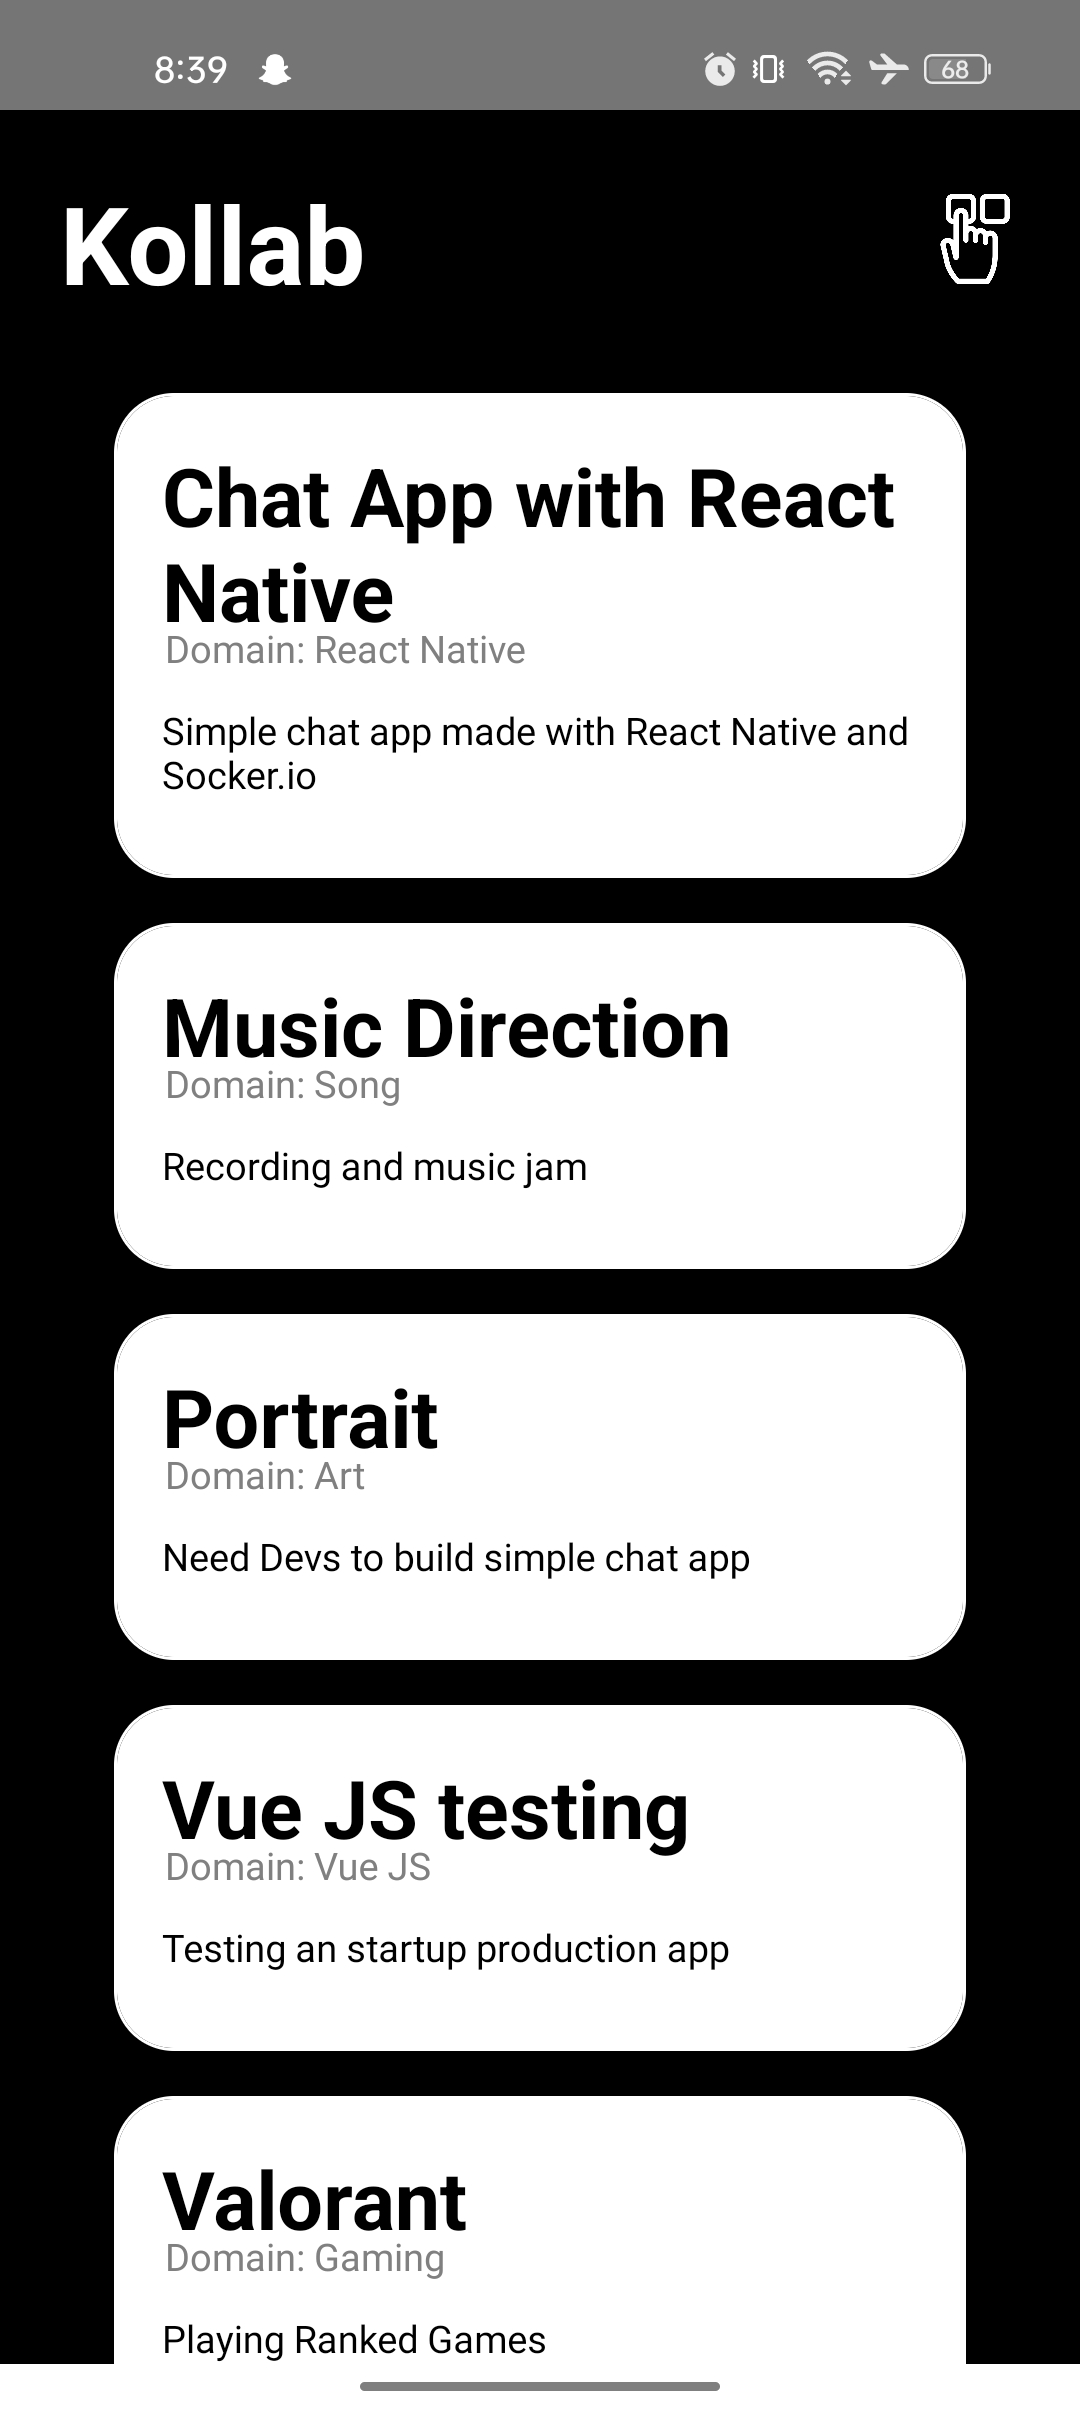 8:39
68
Kollab
Chat App with React
Native
Domain: React Native
Simple chat app made with React Native and
Socker.io
Music Direction
Domain: Song
Recording and music jam
Portrait
Domain: Art
Need Devs to build simple chat app
Vue JS testing
Domain: Vue JS
Testing an startup production app
Valorant
Domain: Gaming
Playing Ranked Games